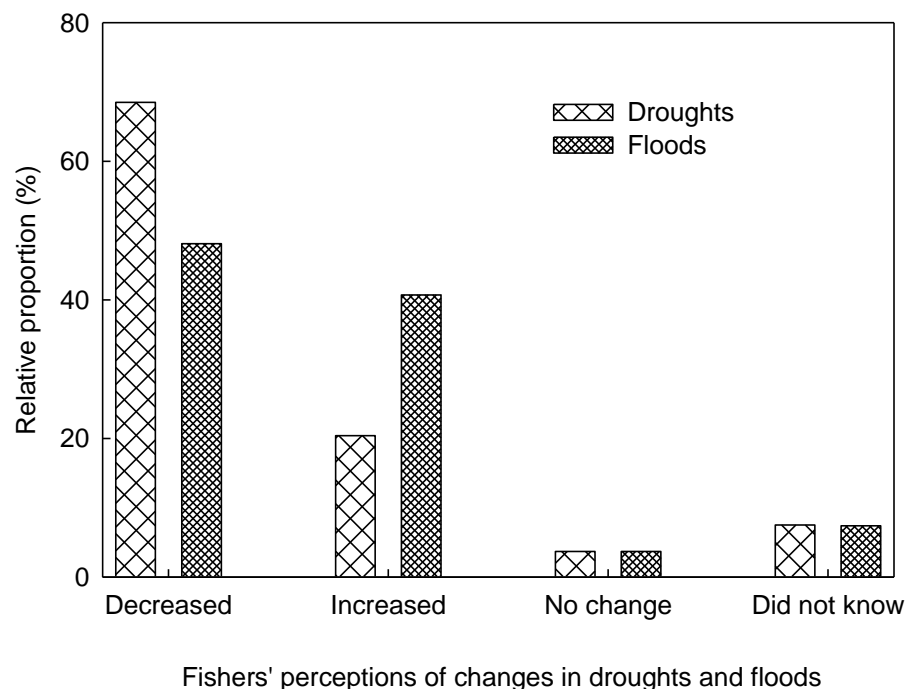 80
60
40
20
0
Relative proportion (%)
Droughts
Floods
Decreased
Increased
No change
Did not know
Fishers' perceptions of changes in droughts and floods